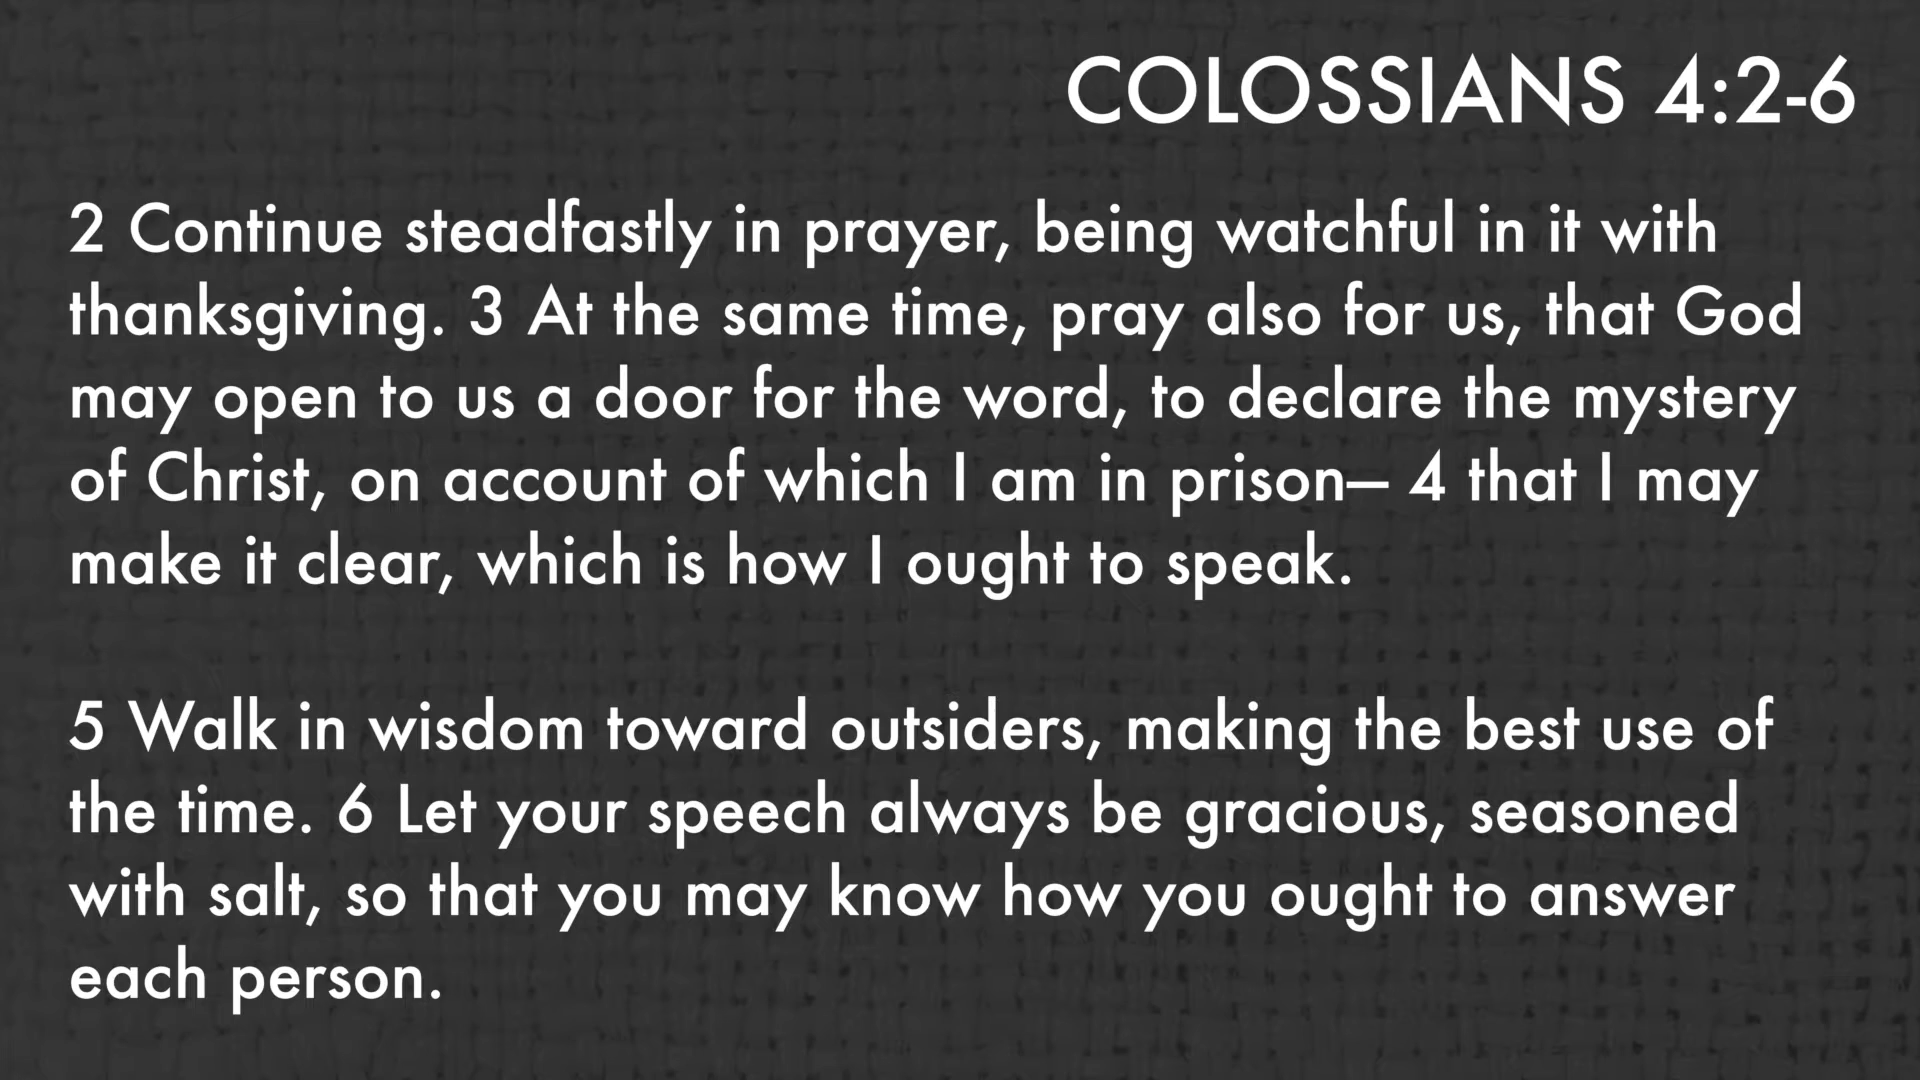 COLOSSIANS 4:2-6
2 Continue steadfastly in prayer, being watchful in it with
thanksgiving. 3 At the same time, pray also for us, that God
may open to us a door for the word, to declare the mystery
of Christ, on account of which I am in prison— 4 that I may
make it clear, which is how I ought to speak.
5 Walk in wisdom toward outsiders, making the best use of
the time. 6 Let your speech always be gracious, seasoned
with salt, so that you may know how you ought to answer
each person.